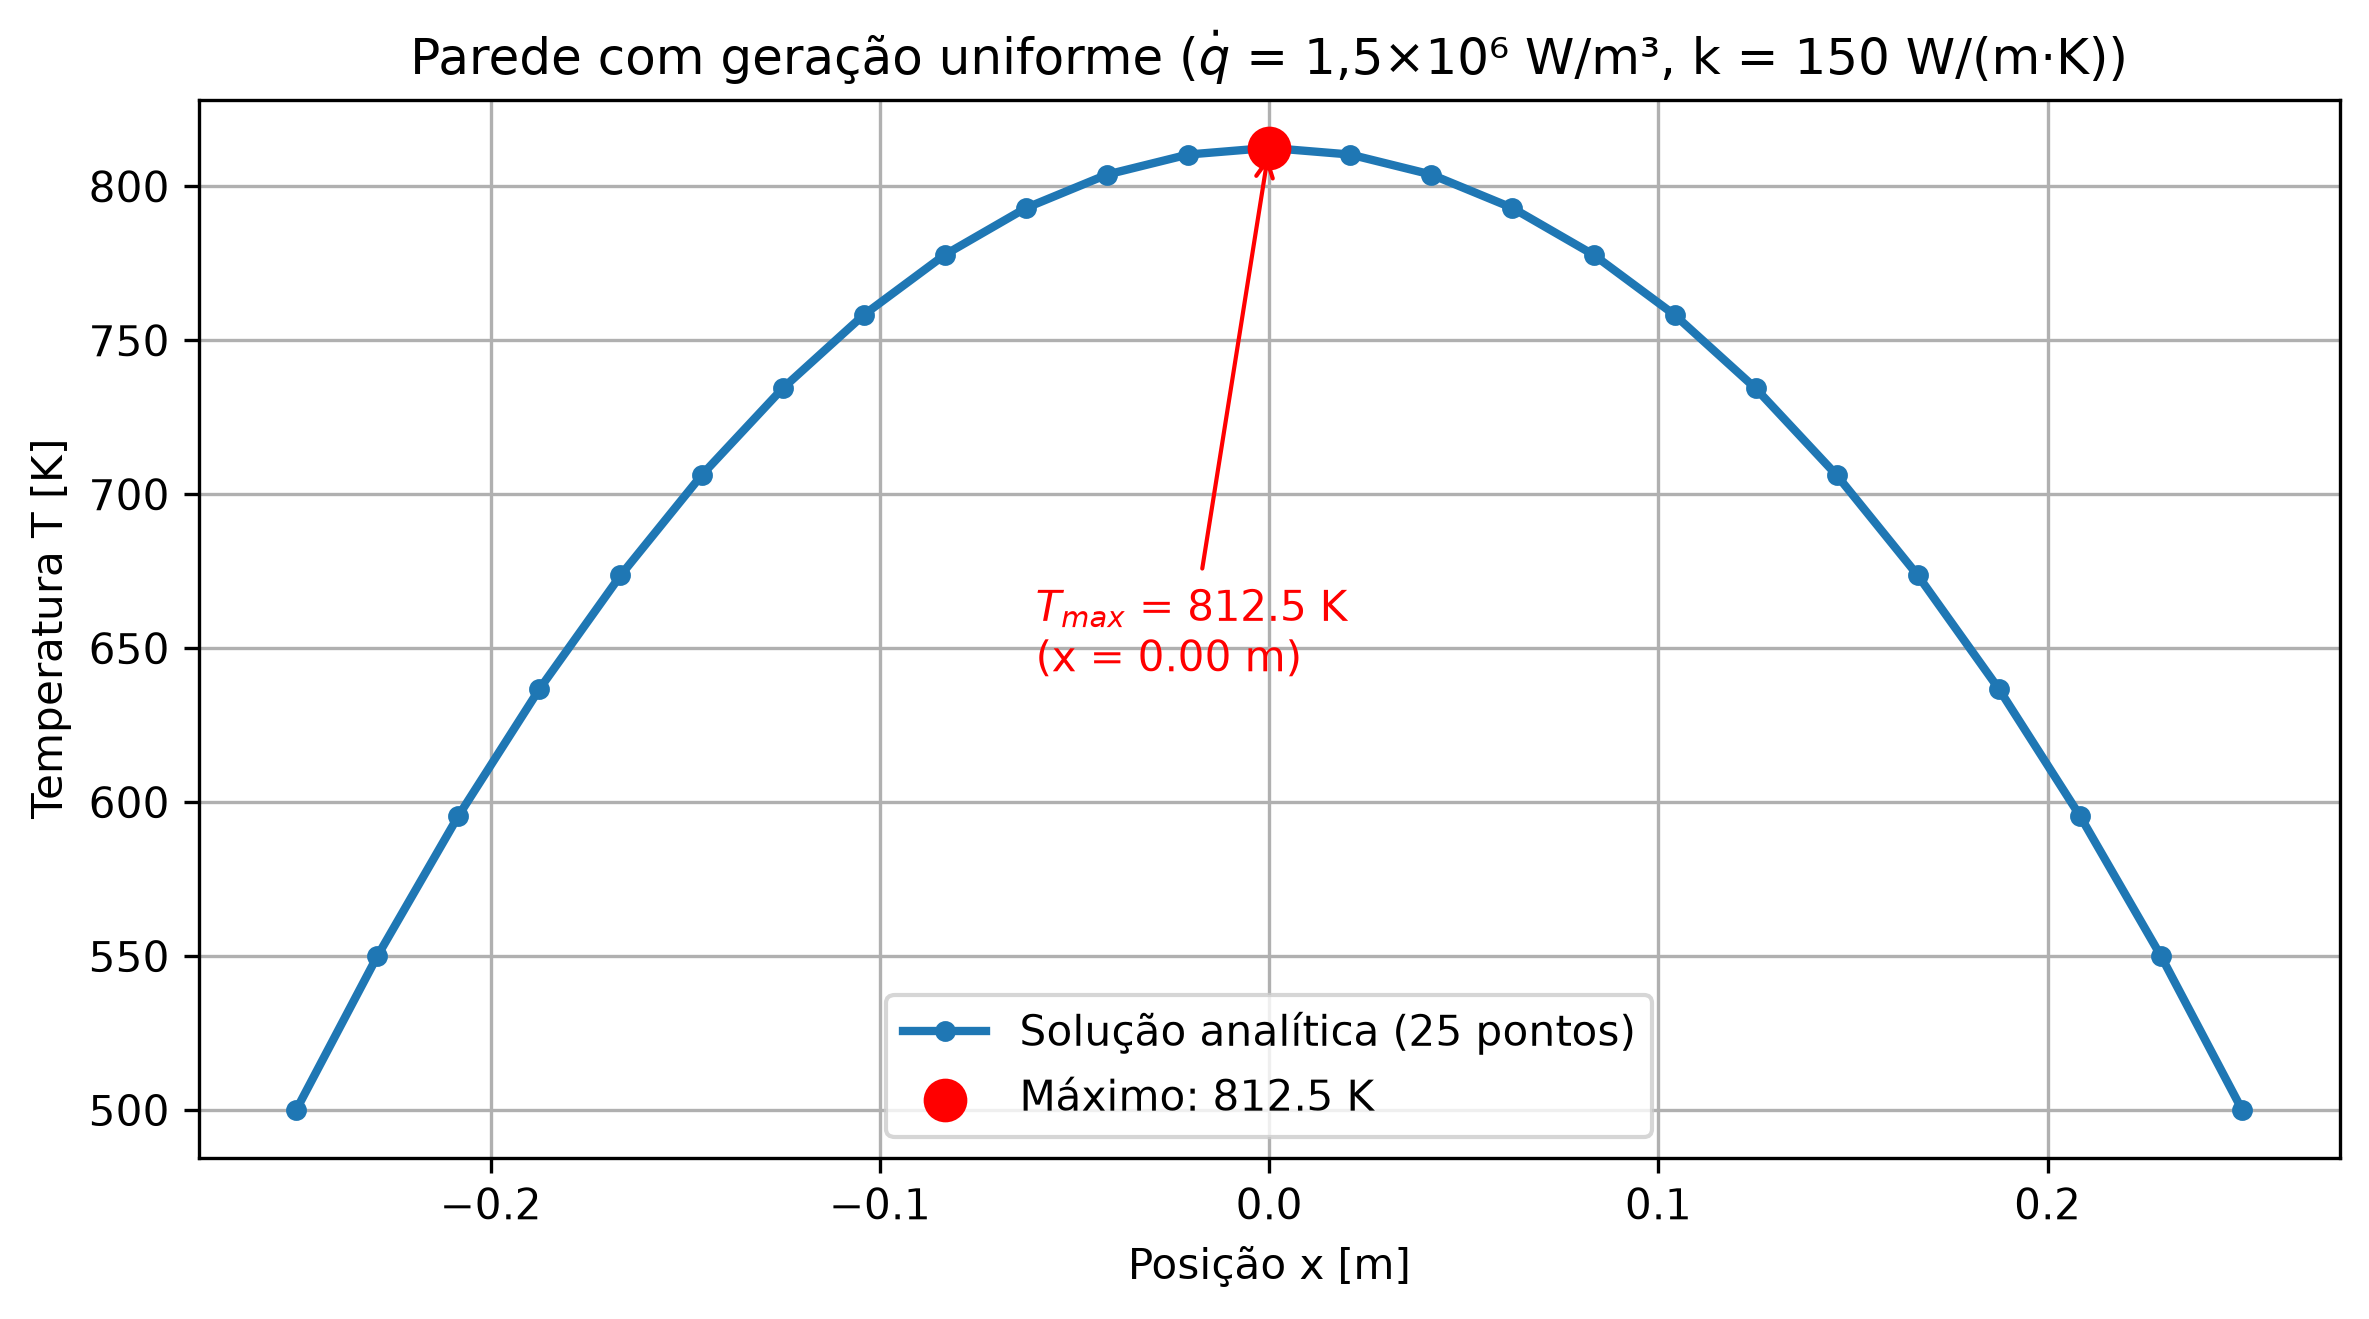 Parede com geração uniforme (q̇ = 1,5×10⁶ W/m³, k = 150 W/(m·K))
Temperatura T [K]
800
750
700
650
600
550
500
T_max = 812.5 K
(x = 0.00 m)
Solução analítica (25 pontos)
Máximo: 812.5 K
−0.2
−0.1
0.0
0.1
0.2
Posição x [m]